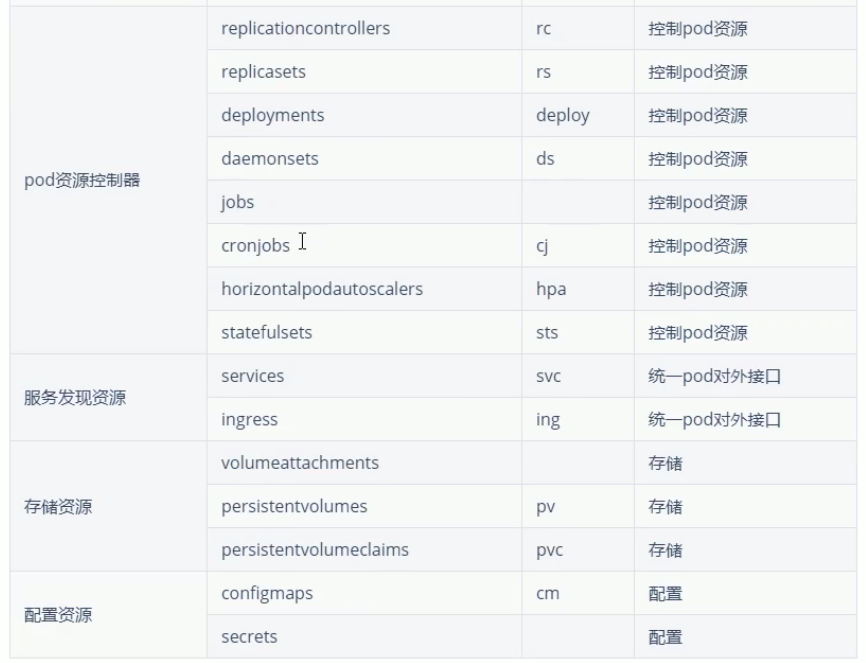 pod资源控制器
replicationcontrollers rc 控制pod资源
replicasets rs 控制pod资源
deployments deploy 控制pod资源
daemonsets ds 控制pod资源
jobs 控制pod资源
cronjobs cj 控制pod资源
horizontalpodautoscalers hpa 控制pod资源
statefulsets sts 控制pod资源
服务发现资源
services svc 统一pod对外接口
ingress ing 统一pod对外接口
存储资源
volumeattachments 存储
persistentvolumes pv 存储
persistentvolumeclaims pvc 存储
配置资源
configmaps cm 配置
secrets 配置